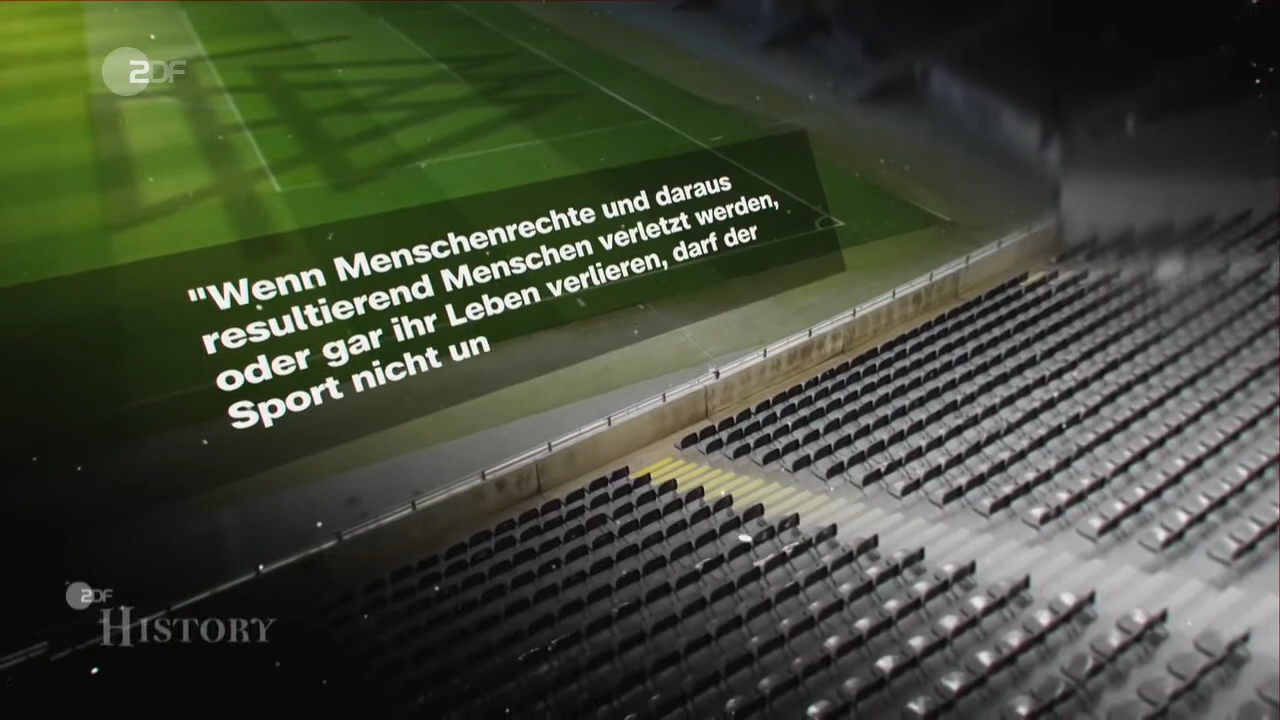 ZDF
"Wenn Menschenrechte und daraus
resultierend Menschen verletzt werden,
oder gar ihr Leben verlieren, darf der
Sport nicht un
ZDF
HISTORY